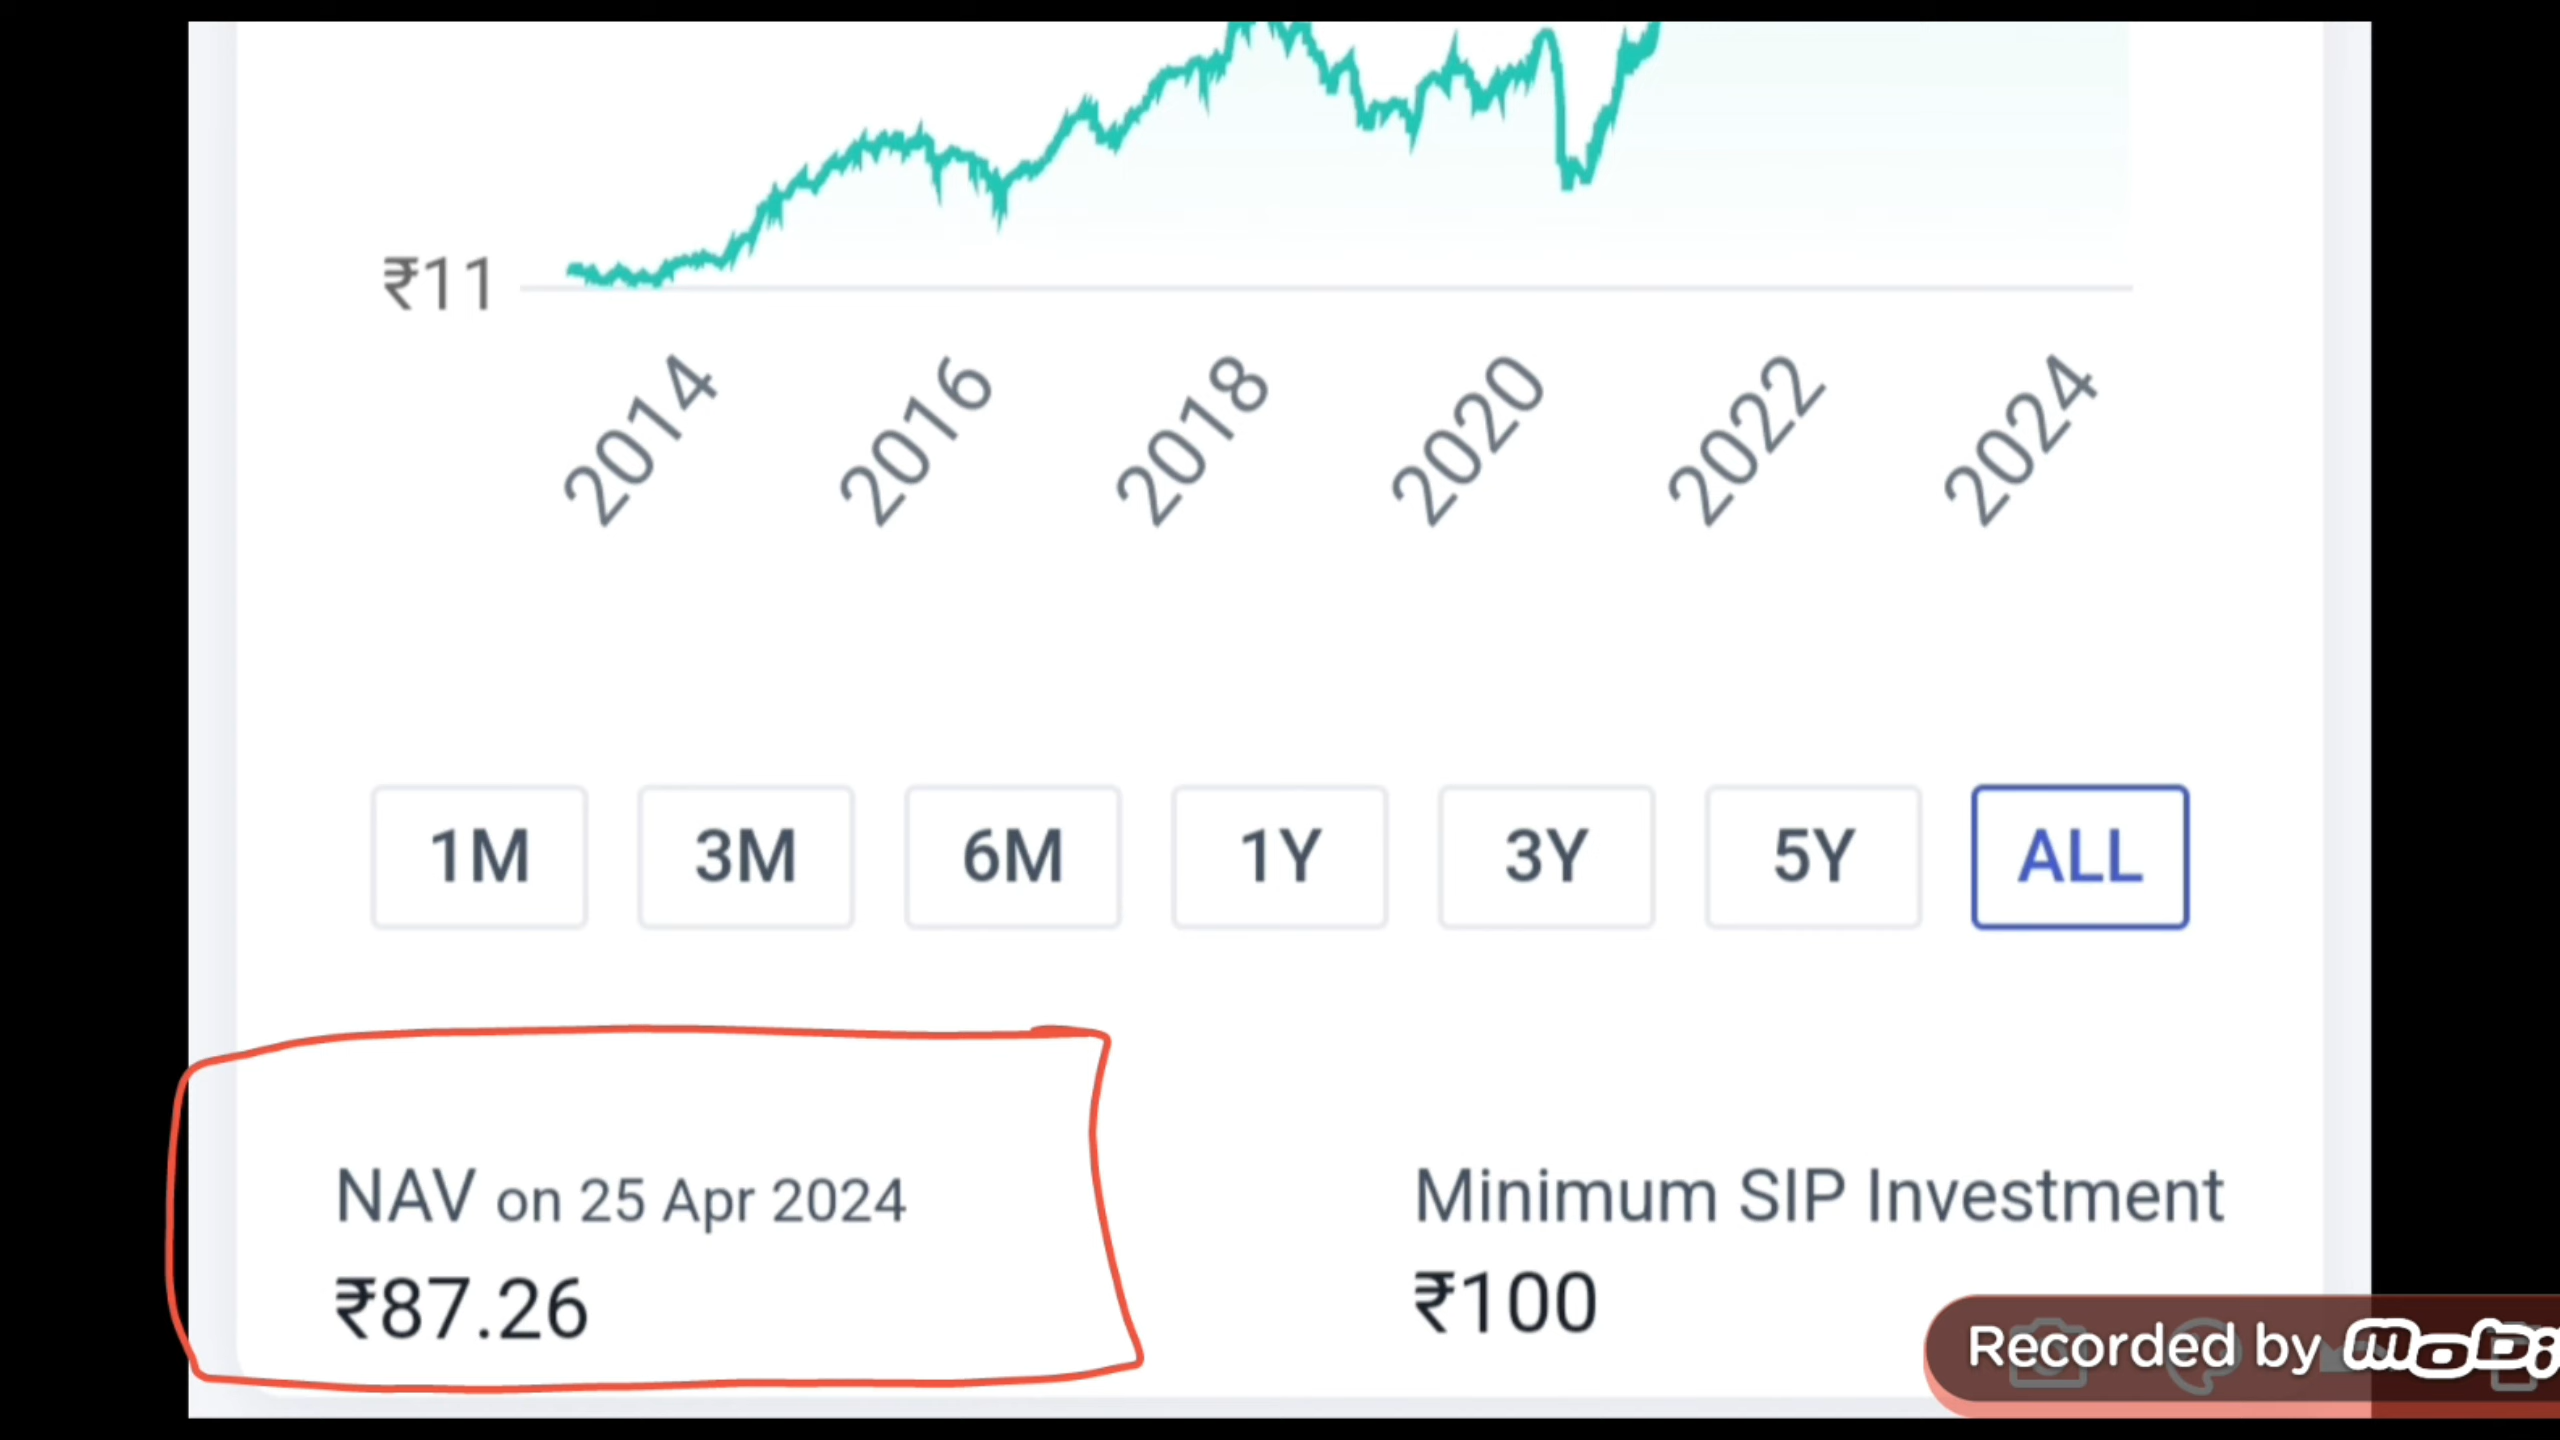 ₹11
2014
2016
2018
2020
2022
2024
1M
3M
6M
1Y
3Y
5Y
ALL
NAV on 25 Apr 2024
₹87.26
Minimum SIP Investment
₹100
Recorded by